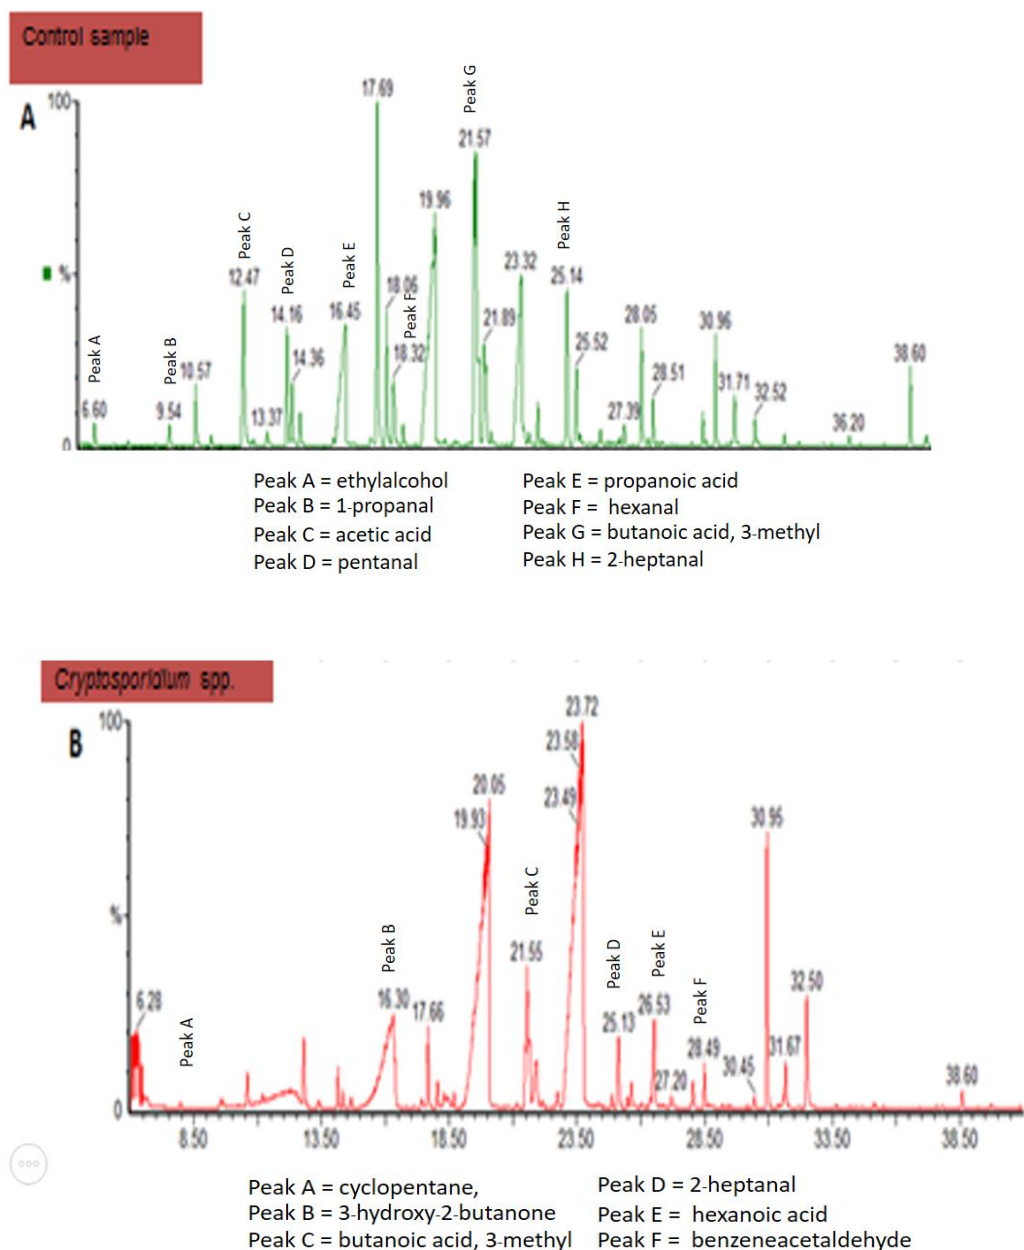 Control sample
A
100
%
0
Peak A
6.60
Peak B
9.54
10.57
Peak C
12.47
13.37
Peak D
14.16
14.36
Peak E
16.45
17.69
18.06
Peak F
18.32
19.96
Peak G
21.57
21.89
23.32
Peak H
25.14
25.52
27.39
28.05
28.51
30.96
31.71
32.52
36.20
38.60
Peak A = ethylalcohol
Peak B = 1-propanal
Peak C = acetic acid
Peak D = pentanal
Peak E = propanoic acid
Peak F = hexanal
Peak G = butanoic acid, 3-methyl
Peak H = 2-heptanal
Cryptosporidium spp.
B
100
%
0
6.28
Peak A
Peak B
16.30
17.66
19.93
20.05
Peak C
21.55
23.49
23.58
23.72
Peak D
25.13
Peak E
26.53
27.20
Peak F
28.49
30.45
30.95
31.67
32.50
38.60
8.50 13.50 18.50 23.50 28.50 33.50 38.50
Peak A = cyclopentane,
Peak B = 3-hydroxy-2-butanone
Peak C = butanoic acid, 3-methyl
Peak D = 2-heptanal
Peak E = hexanoic acid
Peak F = benzeneacetaldehyde